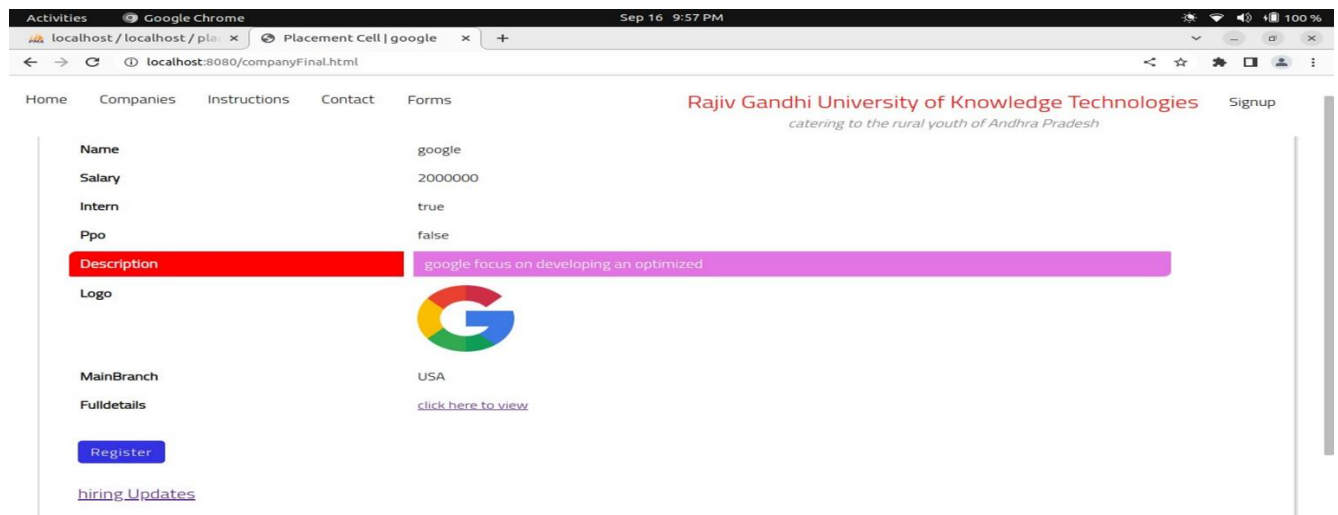 Activities Google Chrome Sep 16 9:57 PM 100 %
localhost / localhost / pla Placement Cell | google
localhost:8080/companyFinal.html
Home Companies Instructions Contact Forms Rajiv Gandhi University of Knowledge Technologies Signup
catering to the rural youth of Andhra Pradesh
Name google
Salary 2000000
Intern true
Ppo false
Description google focus on developing an optimized
Logo
MainBranch USA
Fulldetails click here to view
Register
hiring Updates